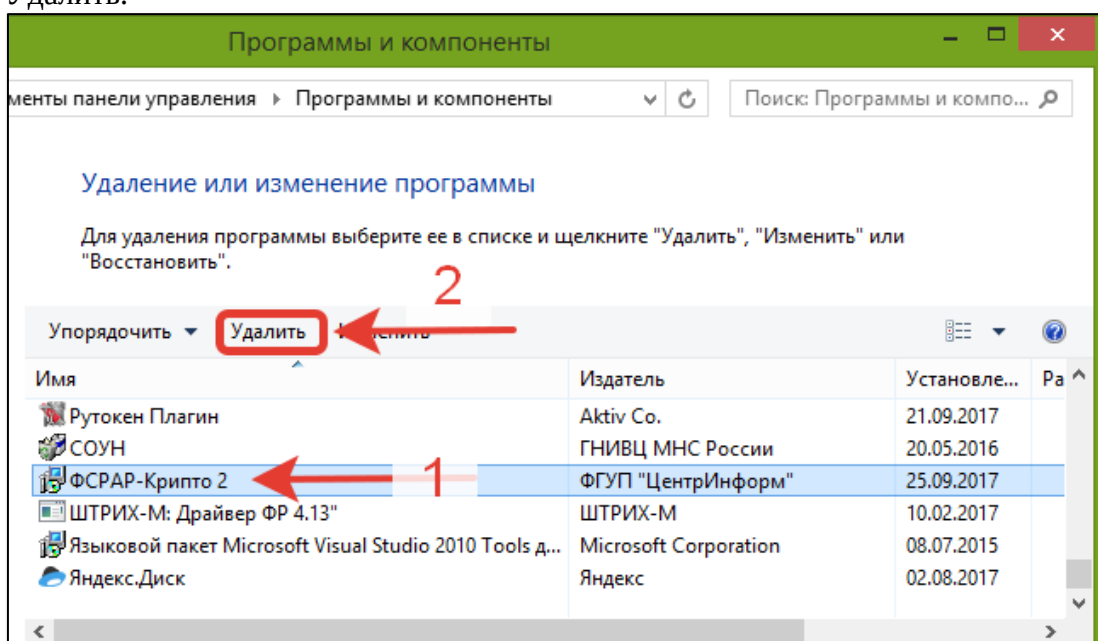 Удалить.
Программы и компоненты
менты панели управления Программы и компоненты Поиск: Программы и компо...
Удаление или изменение программы
Для удаления программы выберите ее в списке и щелкните "Удалить", "Изменить" или
"Восстановить".
2
Упорядочить Удалить
Имя Издатель Установле... Ра
Рутокен Плагин Aktiv Co. 21.09.2017
СОУН ГНИВЦ МНС России 20.05.2016
ФСРАР-Крипто 2 1 ФГУП "ЦентрИнформ" 25.09.2017
ШТРИХ-М: Драйвер ФР 4.13" ШТРИХ-М 10.02.2017
Языковой пакет Microsoft Visual Studio 2010 Tools д... Microsoft Corporation 08.07.2015
Яндекс.Диск Яндекс 02.08.2017